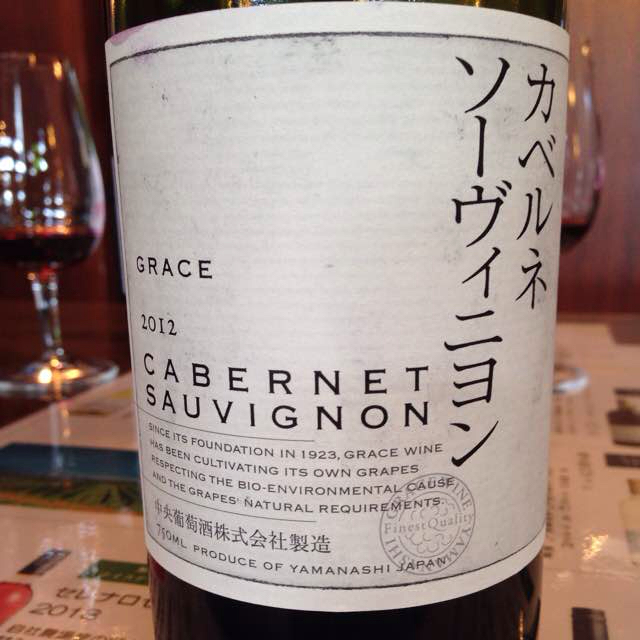 カベルネ
ソーヴィニヨン
GRACE
2012
CABERNET
SAUVIGNON
SINCE ITS FOUNDATION IN 1923, GRACE WINE
HAS BEEN CULTIVATING ITS OWN GRAPES
RESPECTING THE BIO-ENVIRONMENTAL CAUSE
AND THE GRAPES' NATURAL REQUIREMENTS.
Finest Quality
中央葡萄酒株式会社製造
750ML PRODUCE OF YAMANASHI JAPAN
2013